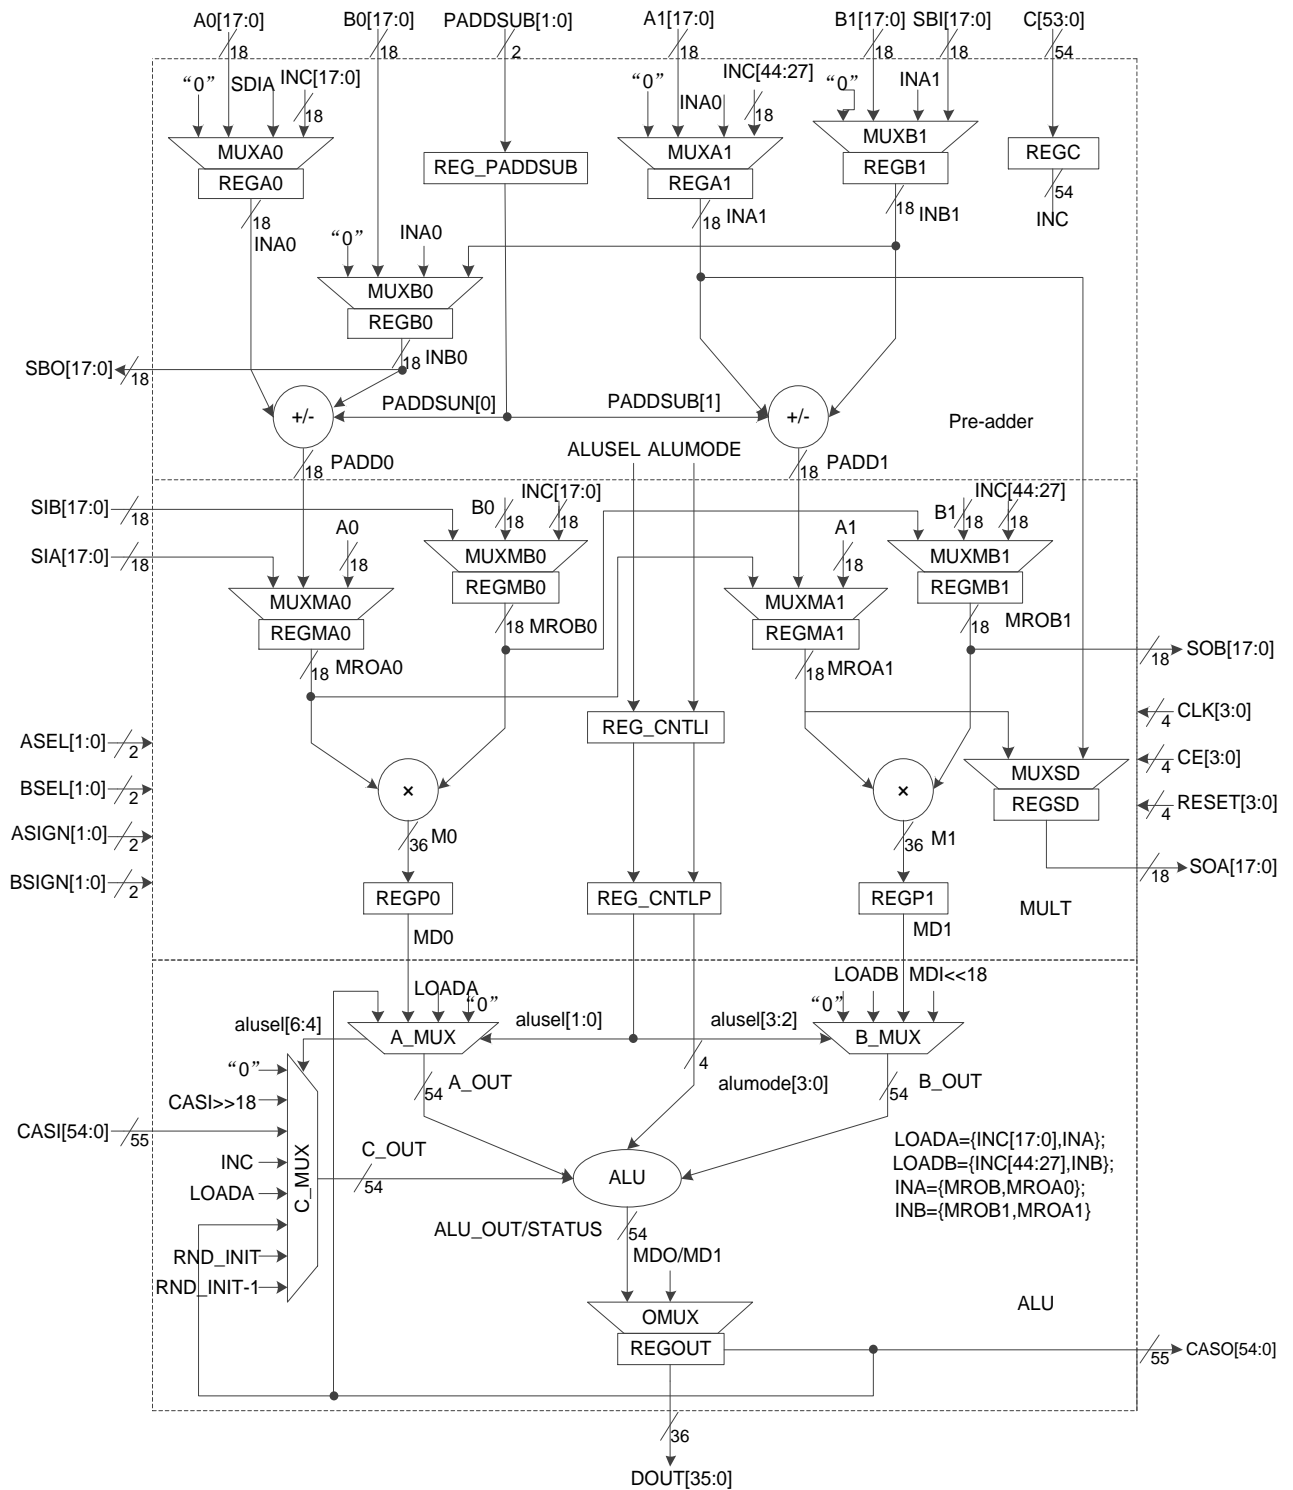 A0[17:0] B0[17:0] PADDSUB[1:0] A1[17:0] B1[17:0] SBI[17:0] C[53:0]
18 18 2 18 18 18 54
“0” SDIA INC[17:0] “0” INA0 INC[44:27] “0” INA1
18 18
MUXA0 MUXA1 MUXB1 REGC
REGA0 REG_PADDSUB REGA1 REGB1
18 18 INA1 18 INB1 54
INA0 INC
“0” INA0
MUXB0
REGB0
18 INB0
SBO[17:0] 18
+/- PADDSUN[0] PADDSUB[1] +/-
Pre-adder
ALUSEL ALUMODE
18 PADD0 18 PADD1
SIB[17:0] 18 B0 18 INC[17:0] 18 B1 18 INC[44:27] 18
SIA[17:0] 18 A0 18 A1 18
MUXMB0 MUXMB1
REGMB0 REGMB1
MUXMA0 MUXMA1
REGMA0 REGMA1
18 MROB0 18 MROB1
18 MROA0 18 MROA1
18 SOB[17:0]
REG_CNTLI
4 CLK[3:0]
ASEL[1:0] 2
4 CE[3:0]
MUXSD
REGSD
BSEL[1:0] 2 × ×
4 RESET[3:0]
ASIGN[1:0] 2
36 M0 36 M1
18 SOA[17:0]
BSIGN[1:0] 2
REGP0 REG_CNTLP REGP1
MULT
MD0 MD1
LOADA “0” “0” LOADB MDI<<18
alusel[6:4] A_MUX alusel[1:0] alusel[3:2] B_MUX
4
“0” 54 A_OUT alumode[3:0] 54 B_OUT
CASI>>18
CASI[54:0] 55
INC
LOADA
RND_INIT
RND_INIT-1
C_MUX
C_OUT
54
ALU
LOADA={INC[17:0],INA};
LOADB={INC[44:27],INB};
INA={MROB,MROA0};
INB={MROB1,MROA1}
ALU_OUT/STATUS 54
MDO/MD1
OMUX
REGOUT
ALU
55 CASO[54:0]
36
DOUT[35:0]